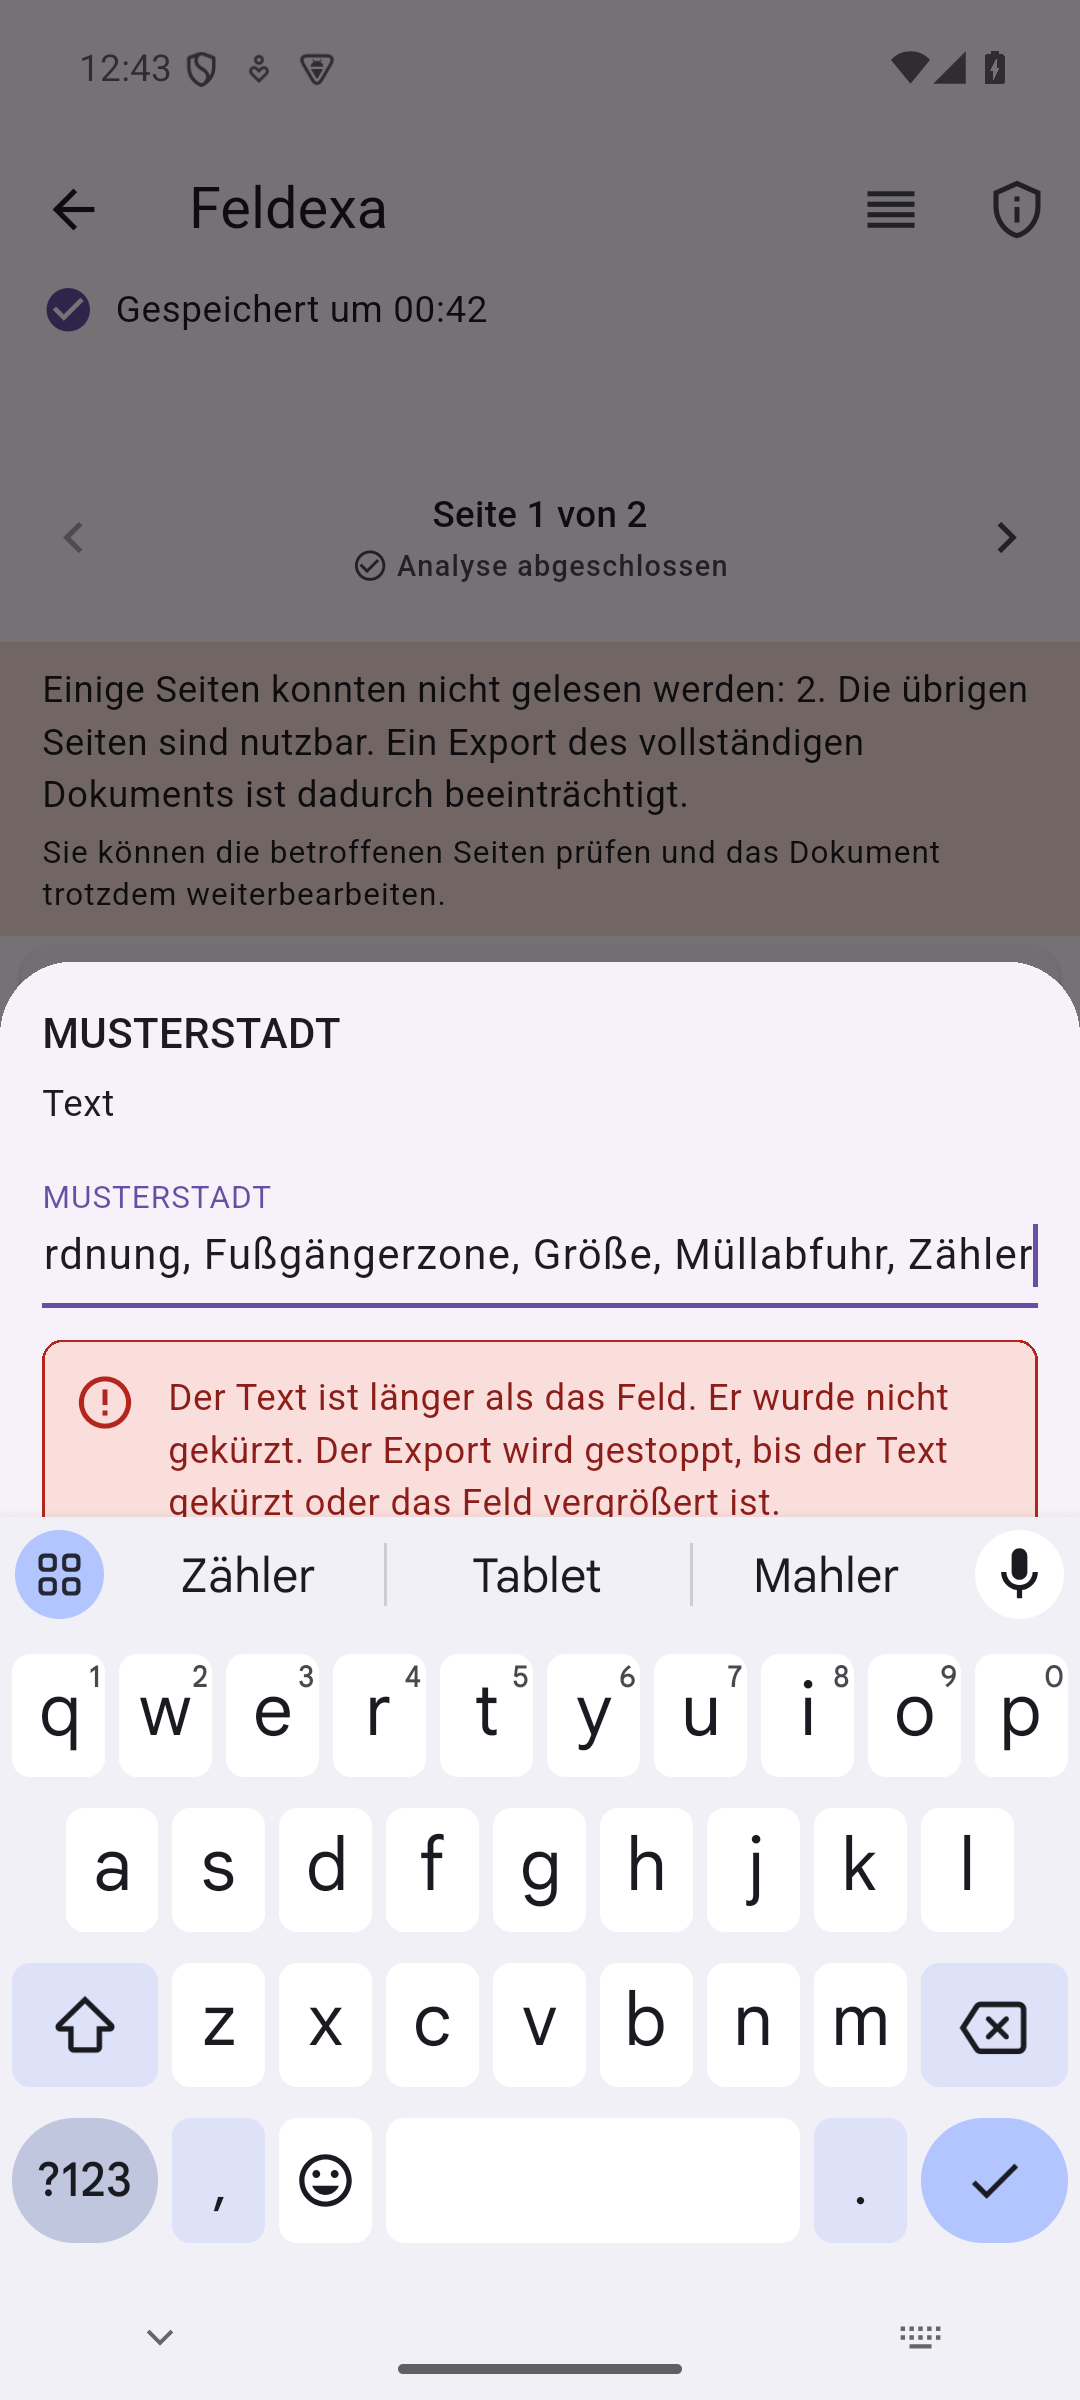 12:43
Feldexa
Gespeichert um 00:42
Seite 1 von 2
Analyse abgeschlossen
Einige Seiten konnten nicht gelesen werden: 2. Die übrigen
Seiten sind nutzbar. Ein Export des vollständigen
Dokuments ist dadurch beeinträchtigt.
Sie können die betroffenen Seiten prüfen und das Dokument
trotzdem weiterbearbeiten.
MUSTERSTADT
Text
MUSTERSTADT
rdnung, Fußgängerzone, Größe, Müllabfuhr, Zähler
Der Text ist länger als das Feld. Er wurde nicht
gekürzt. Der Export wird gestoppt, bis der Text
gekürzt oder das Feld vergrößert ist.
Zähler Tablet Mahler
q 1 w 2 e 3 r 4 t 5 y 6 u 7 i 8 o 9 p 0
a s d f g h j k l
z x c v b n m
?123 , .